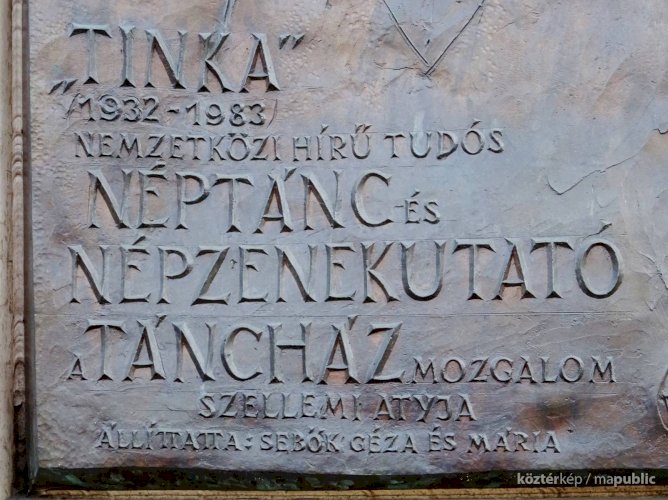 „TINKA”
(1932-1983)
NEMZETKÖZI HÍRŰ TUDÓS
NÉPTÁNC ÉS
NÉPZENEKUTATÓ
A TÁNCHÁZ MOZGALOM
SZELLEMI ATYJA
ÁLLÍTTATTA: SEBŐK GÉZA ÉS MÁRIA
köztérkép / mapublic